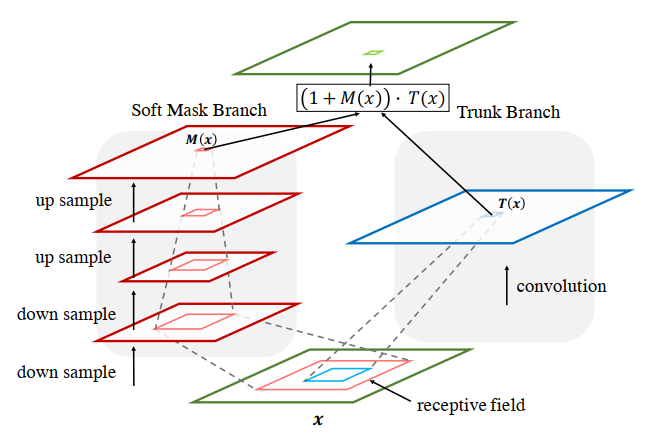 (1 + M(x)) · T(x)
Soft Mask Branch
Trunk Branch
M(x)
up sample
T(x)
up sample
convolution
down sample
down sample
receptive field
x